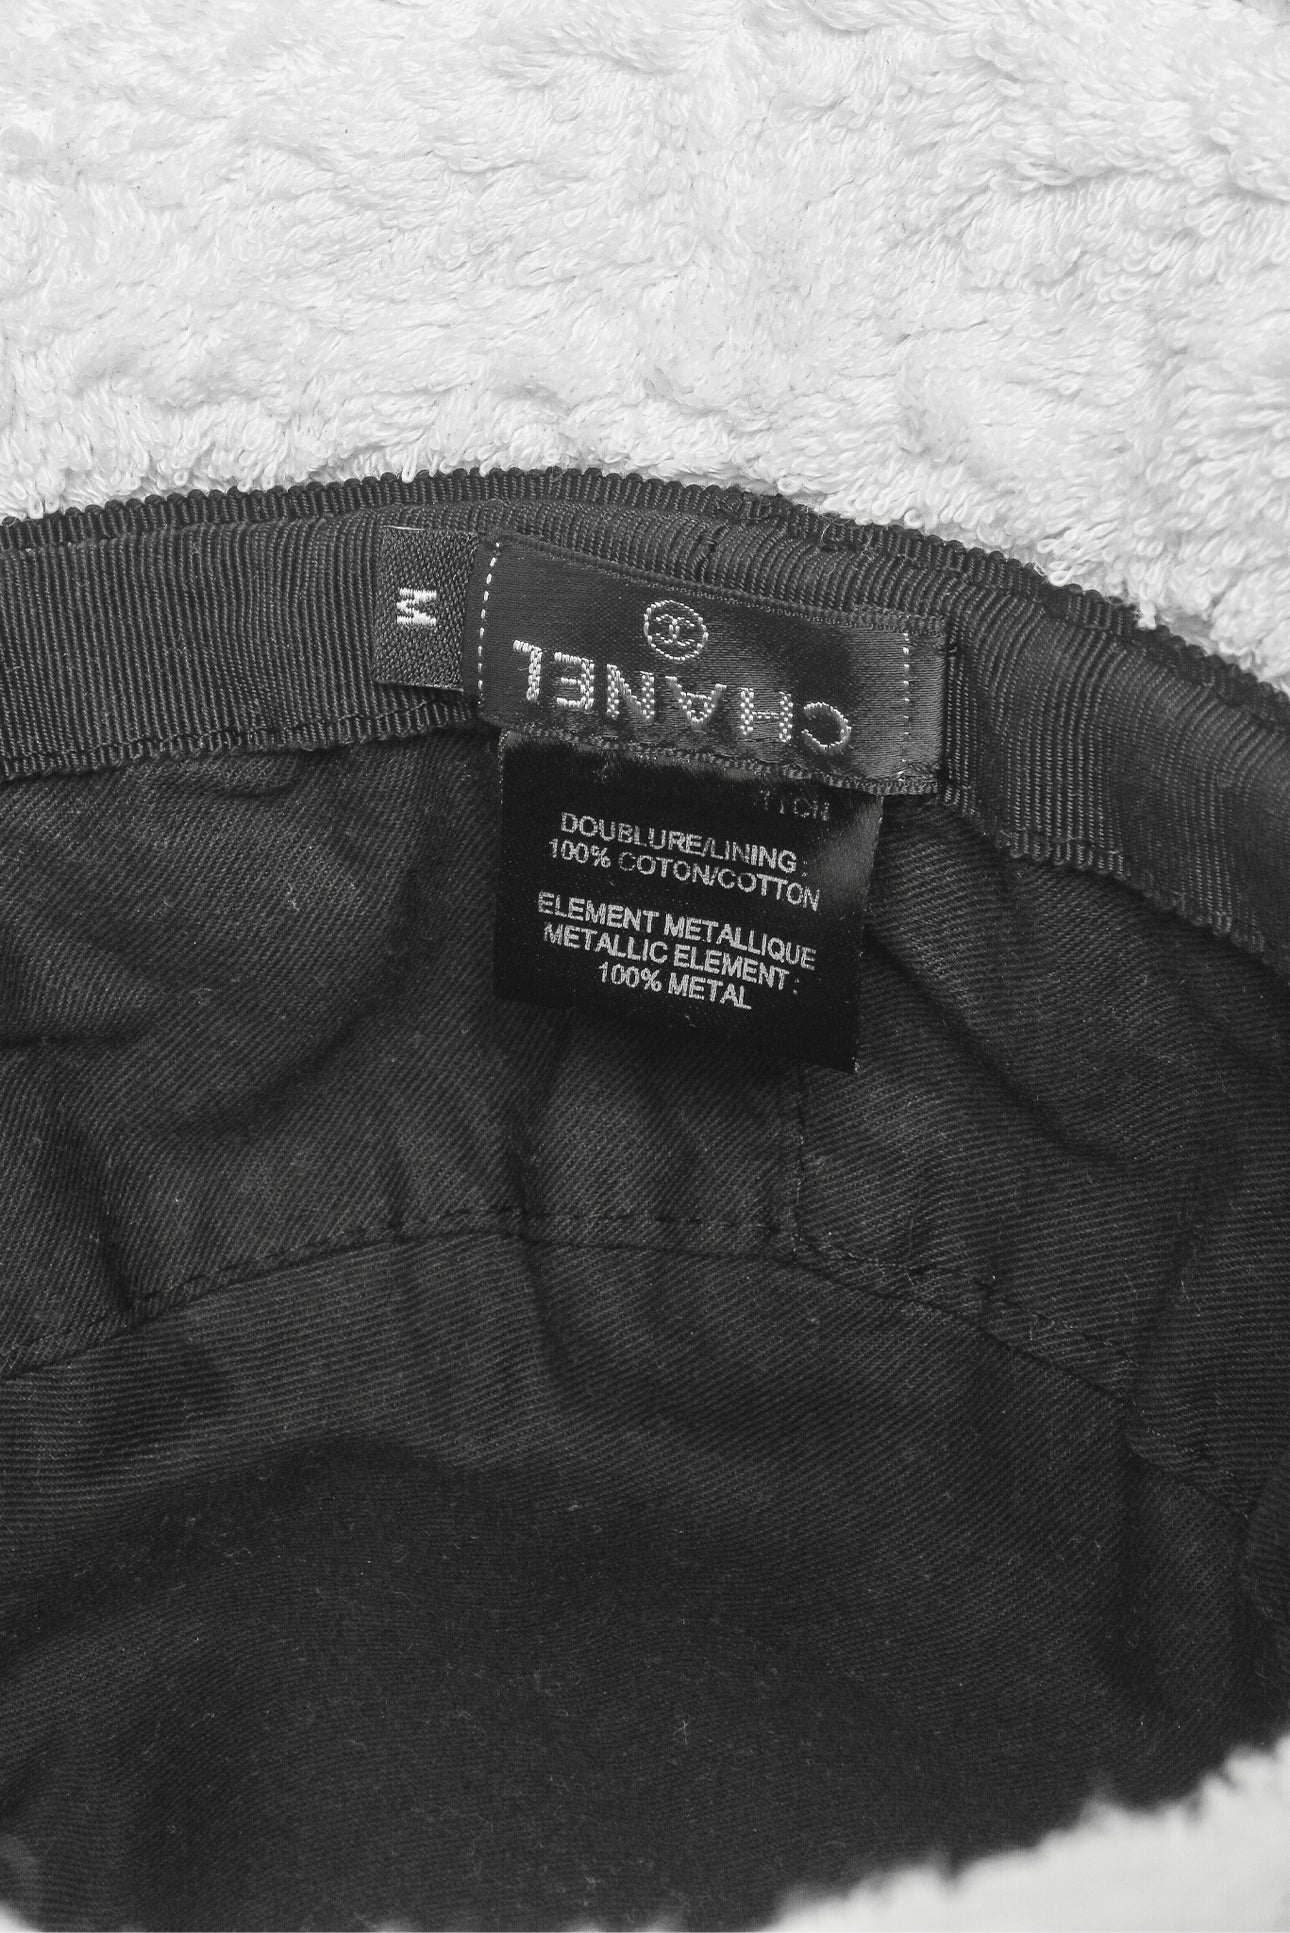 M
CHANEL
DOUBLURE/LINING :
100% COTON/COTTON
ELEMENT METALLIQUE
METALLIC ELEMENT :
100% METAL